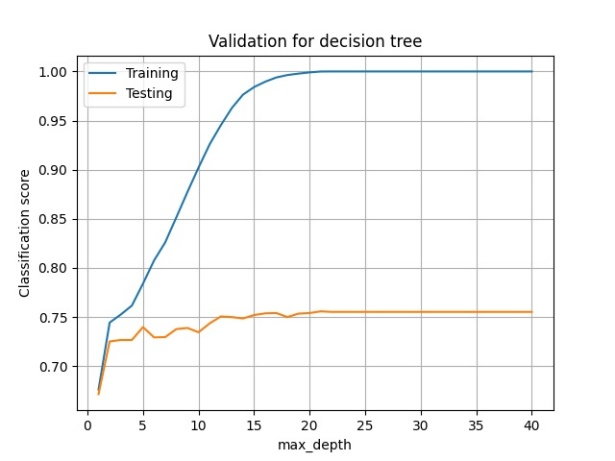 Validation for decision tree
Training
Testing
Classification score
1.00
0.95
0.90
0.85
0.80
0.75
0.70
0 5 10 15 20 25 30 35 40
max_depth